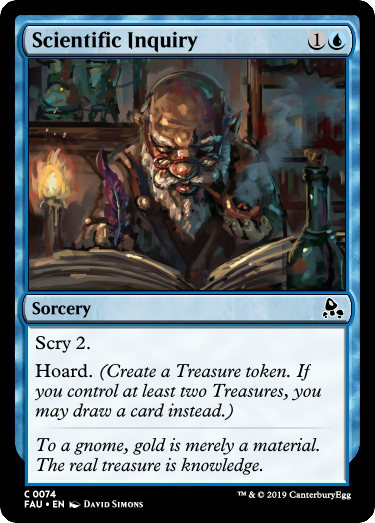 Scientific Inquiry 1
Sorcery
Scry 2.
Hoard. (Create a Treasure token. If
you control at least two Treasures, you
may draw a card instead.)
To a gnome, gold is merely a material.
The real treasure is knowledge.
C 0074
FAU • EN David Simons
™ & © 2019 CanterburyEgg